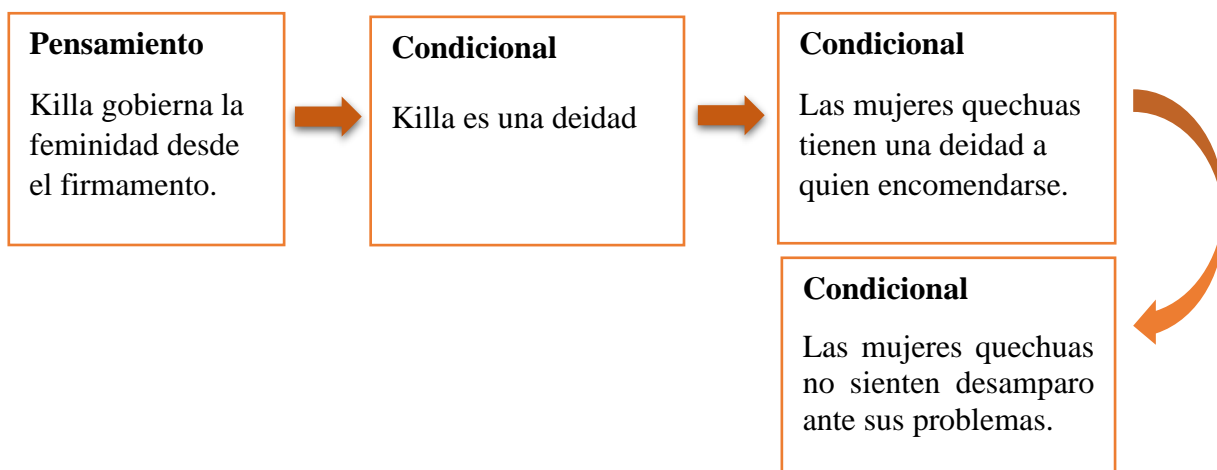 Pensamiento
Killa gobierna la
feminidad desde
el firmamento.
Condicional
Killa es una deidad
Condicional
Las mujeres quechuas
tienen una deidad a
quien encomendarse.
Condicional
Las mujeres quechuas
no sienten desamparo
ante sus problemas.